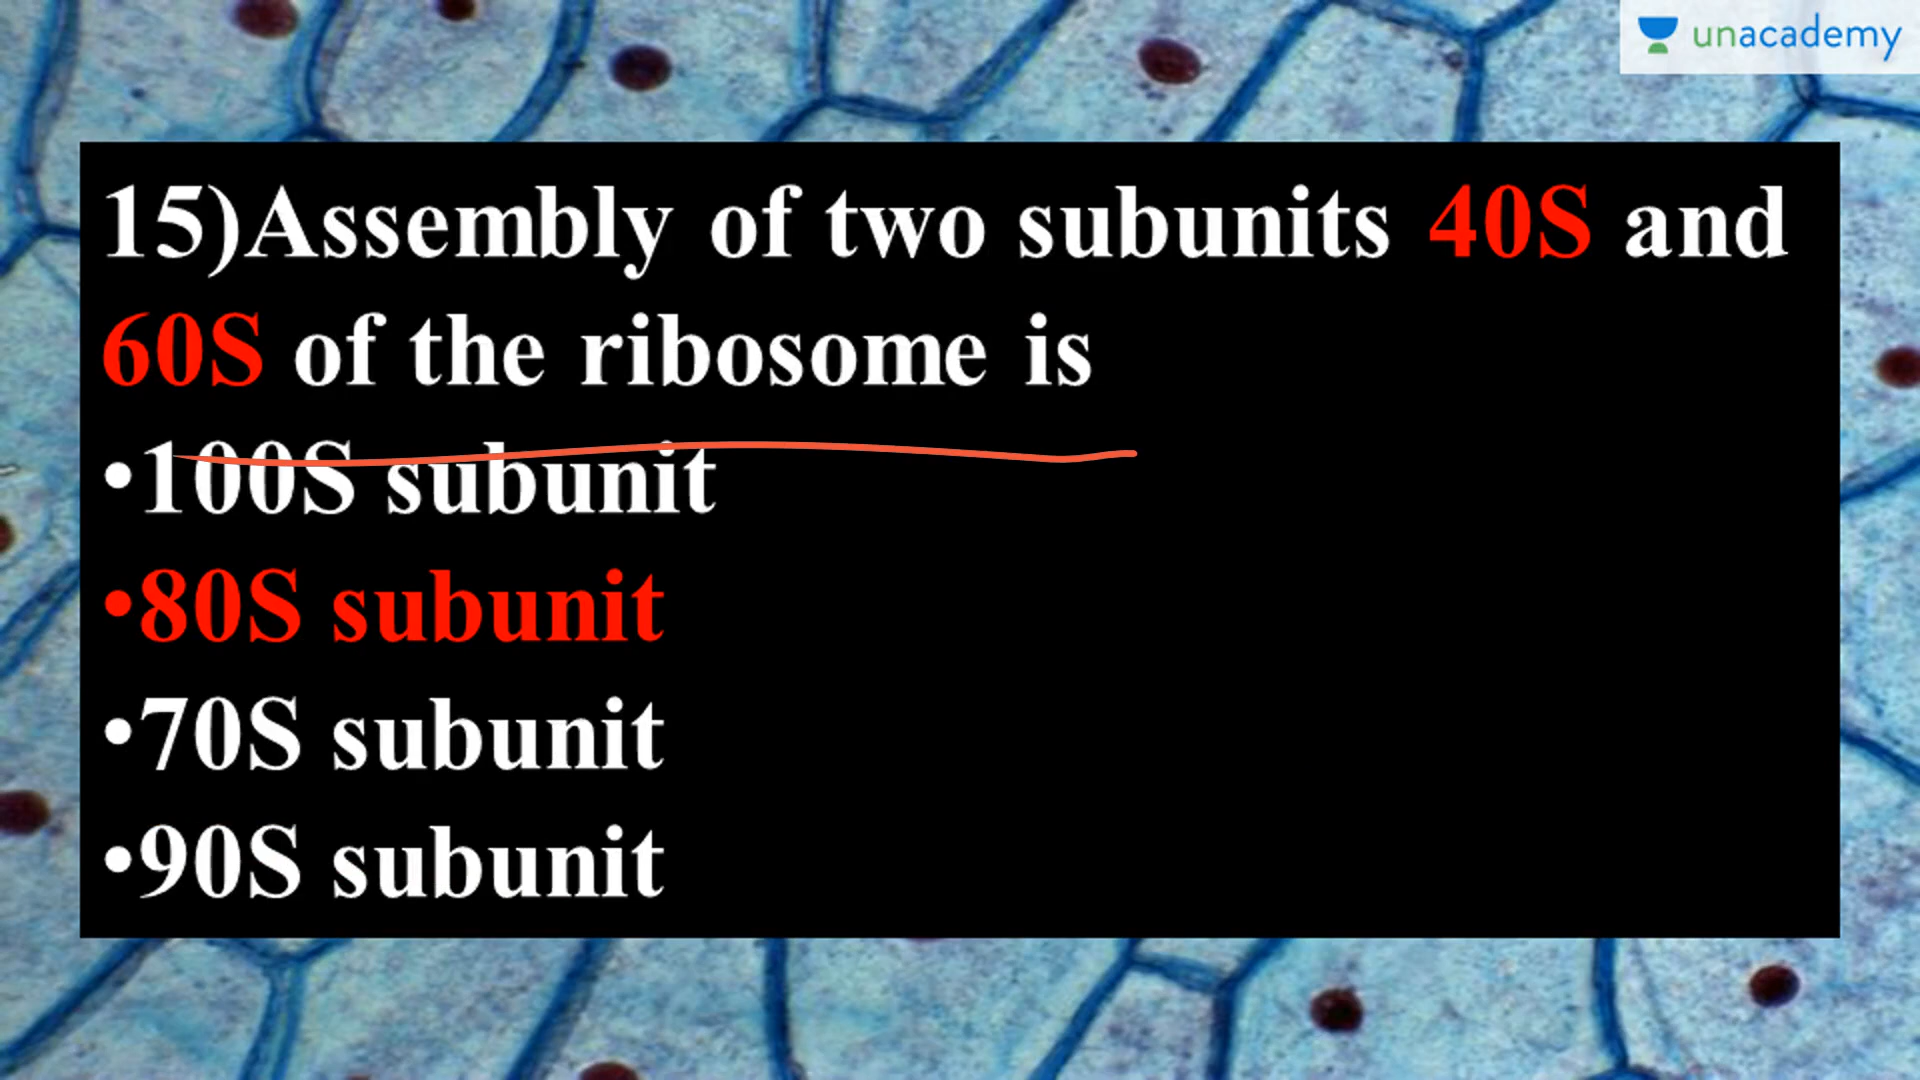 unacademy
15)Assembly of two subunits 40S and
60S of the ribosome is
•100S subunit
•80S subunit
•70S subunit
•90S subunit